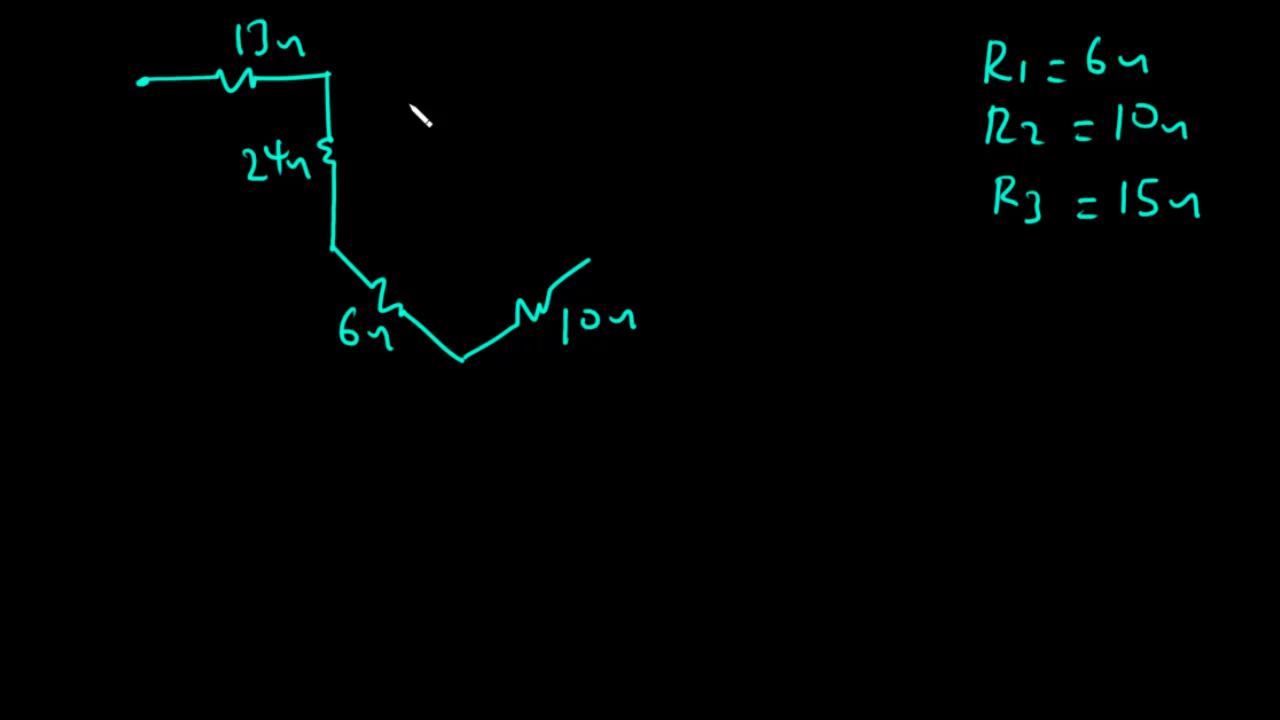 13Ω
24Ω
6Ω
10Ω
R1 = 6Ω
R2 = 10Ω
R3 = 15Ω